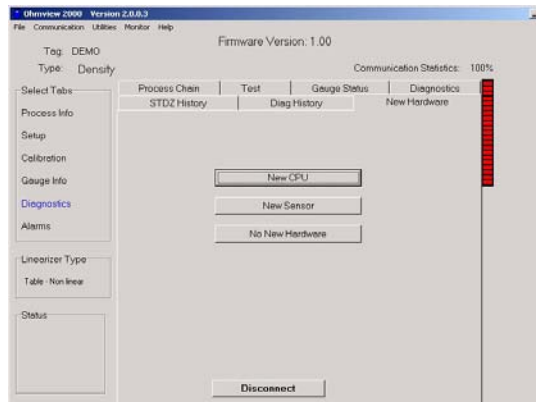 Ohmview 2000 Version 2.0.0.3
File Communication Utilities Monitor Help
Firmware Version: 1.00
Tag: DEMO
Type: Density
Communication Statistics: 100%
Select Tabs
Process Info
Setup
Calibration
Gauge Info
Diagnostics
Alarms
Linearizer Type
Table - Non linear
Status
Process Chain Test Gauge Status Diagnostics
STDZ History Diag History New Hardware
New CPU
New Sensor
No New Hardware
Disconnect